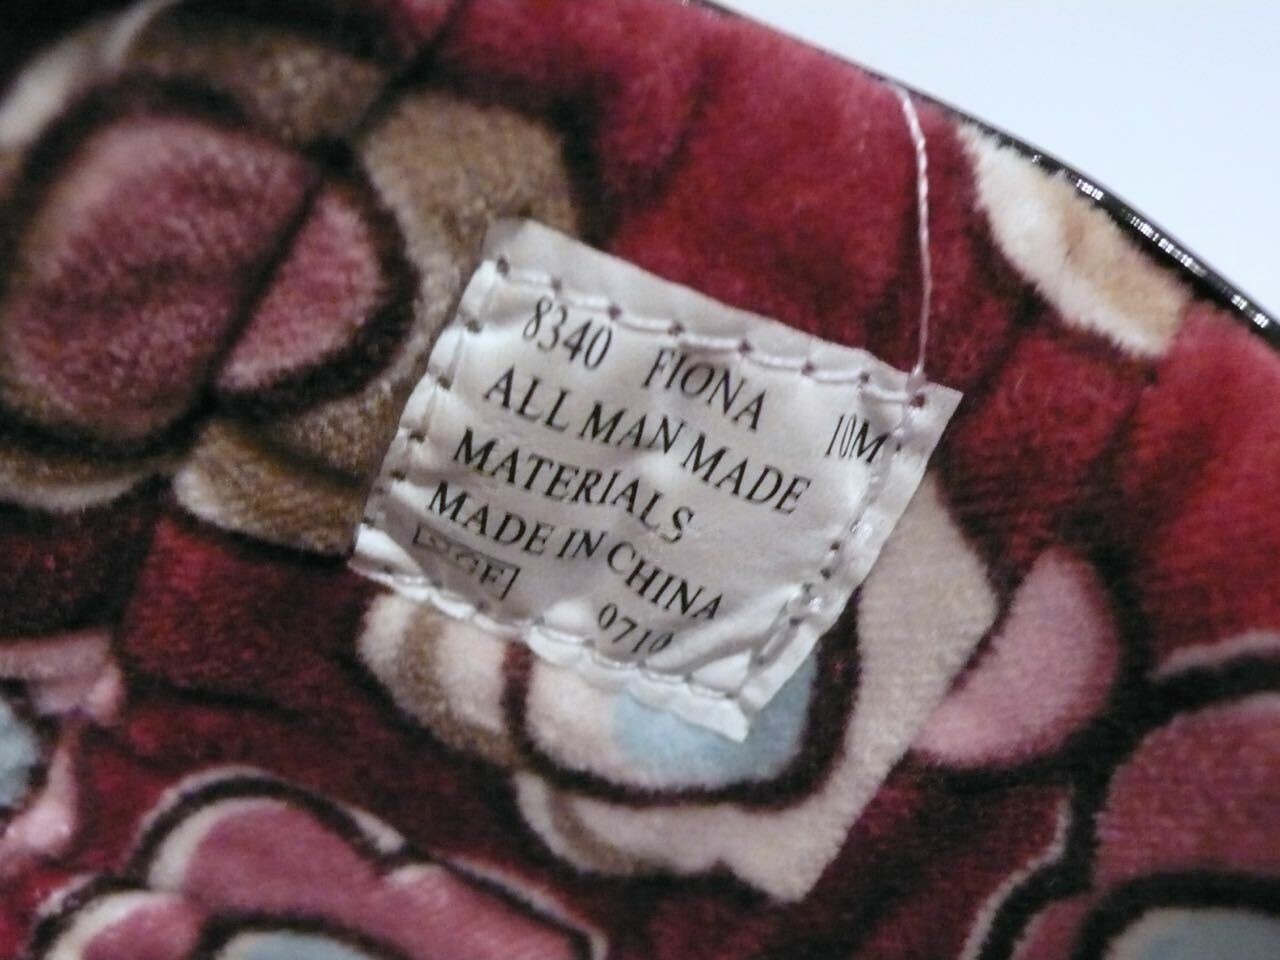 8340 FIONA 10M
ALL MAN MADE
MATERIALS
MADE IN CHINA
0710